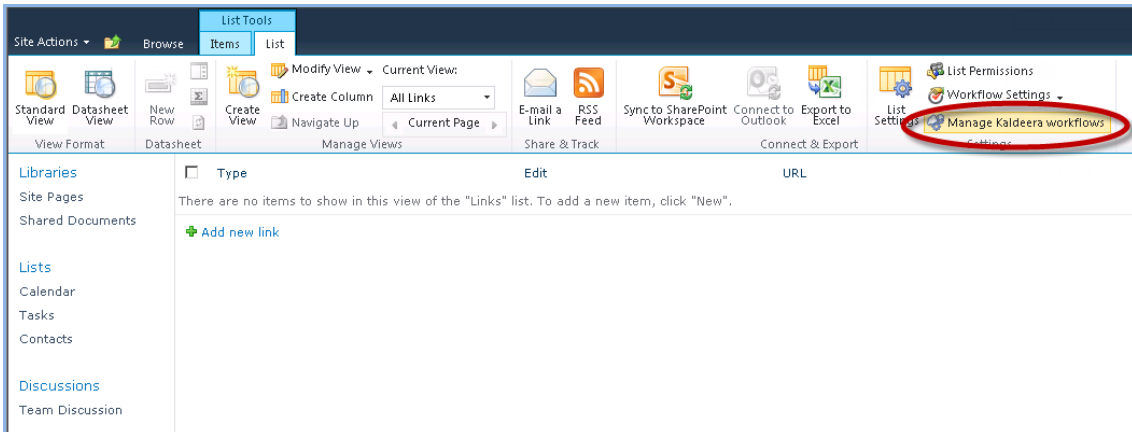 List Tools
Site Actions Browse Items List
Standard View
Datasheet View
View Format
New Row
Datasheet
Create View
Modify View
Create Column
Navigate Up
Current View:
All Links
Current Page
Manage Views
E-mail a Link
RSS Feed
Share & Track
Sync to SharePoint Workspace
Connect to Outlook
Export to Excel
Connect & Export
List Settings
List Permissions
Workflow Settings
Manage Kaldeera workflows
Settings
Libraries
Site Pages
Shared Documents
Lists
Calendar
Tasks
Contacts
Discussions
Team Discussion
Type Edit URL
There are no items to show in this view of the "Links" list. To add a new item, click "New".
Add new link